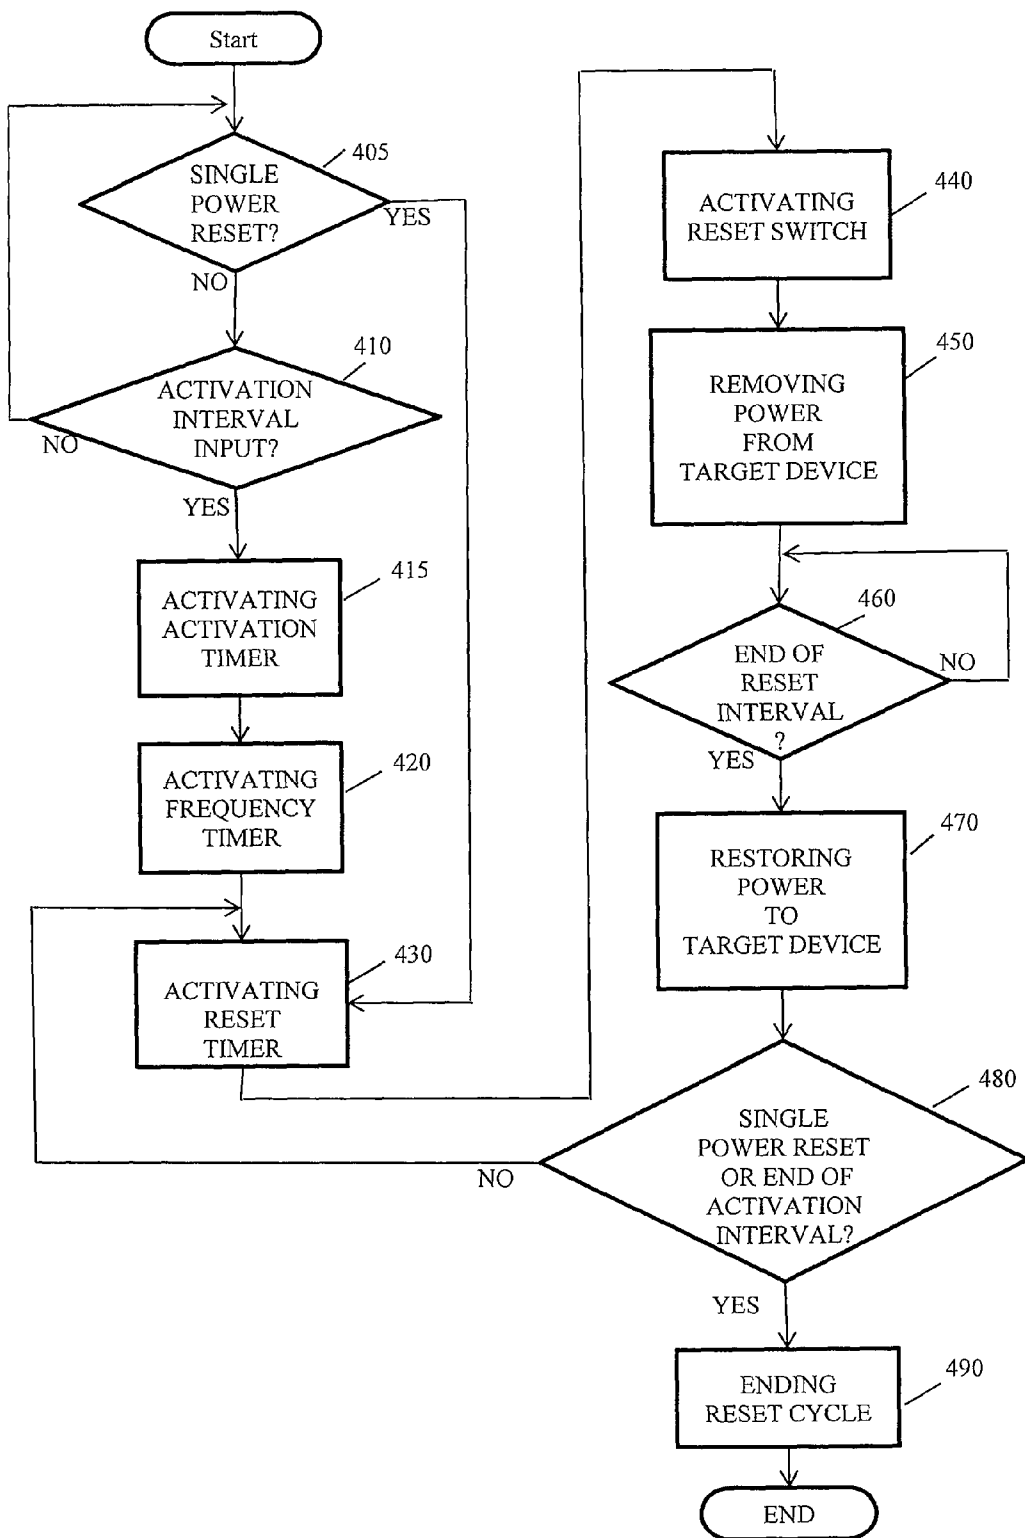 Start
405
SINGLE
POWER
RESET?
YES
NO
410
ACTIVATION
INTERVAL
INPUT?
NO
YES
415
ACTIVATING
ACTIVATION
TIMER
420
ACTIVATING
FREQUENCY
TIMER
430
ACTIVATING
RESET
TIMER
440
ACTIVATING
RESET SWITCH
450
REMOVING
POWER
FROM
TARGET DEVICE
460
END OF
RESET
INTERVAL
?
NO
YES
470
RESTORING
POWER
TO
TARGET DEVICE
480
SINGLE
POWER RESET
OR END OF
ACTIVATION
INTERVAL?
NO
YES
490
ENDING
RESET CYCLE
END